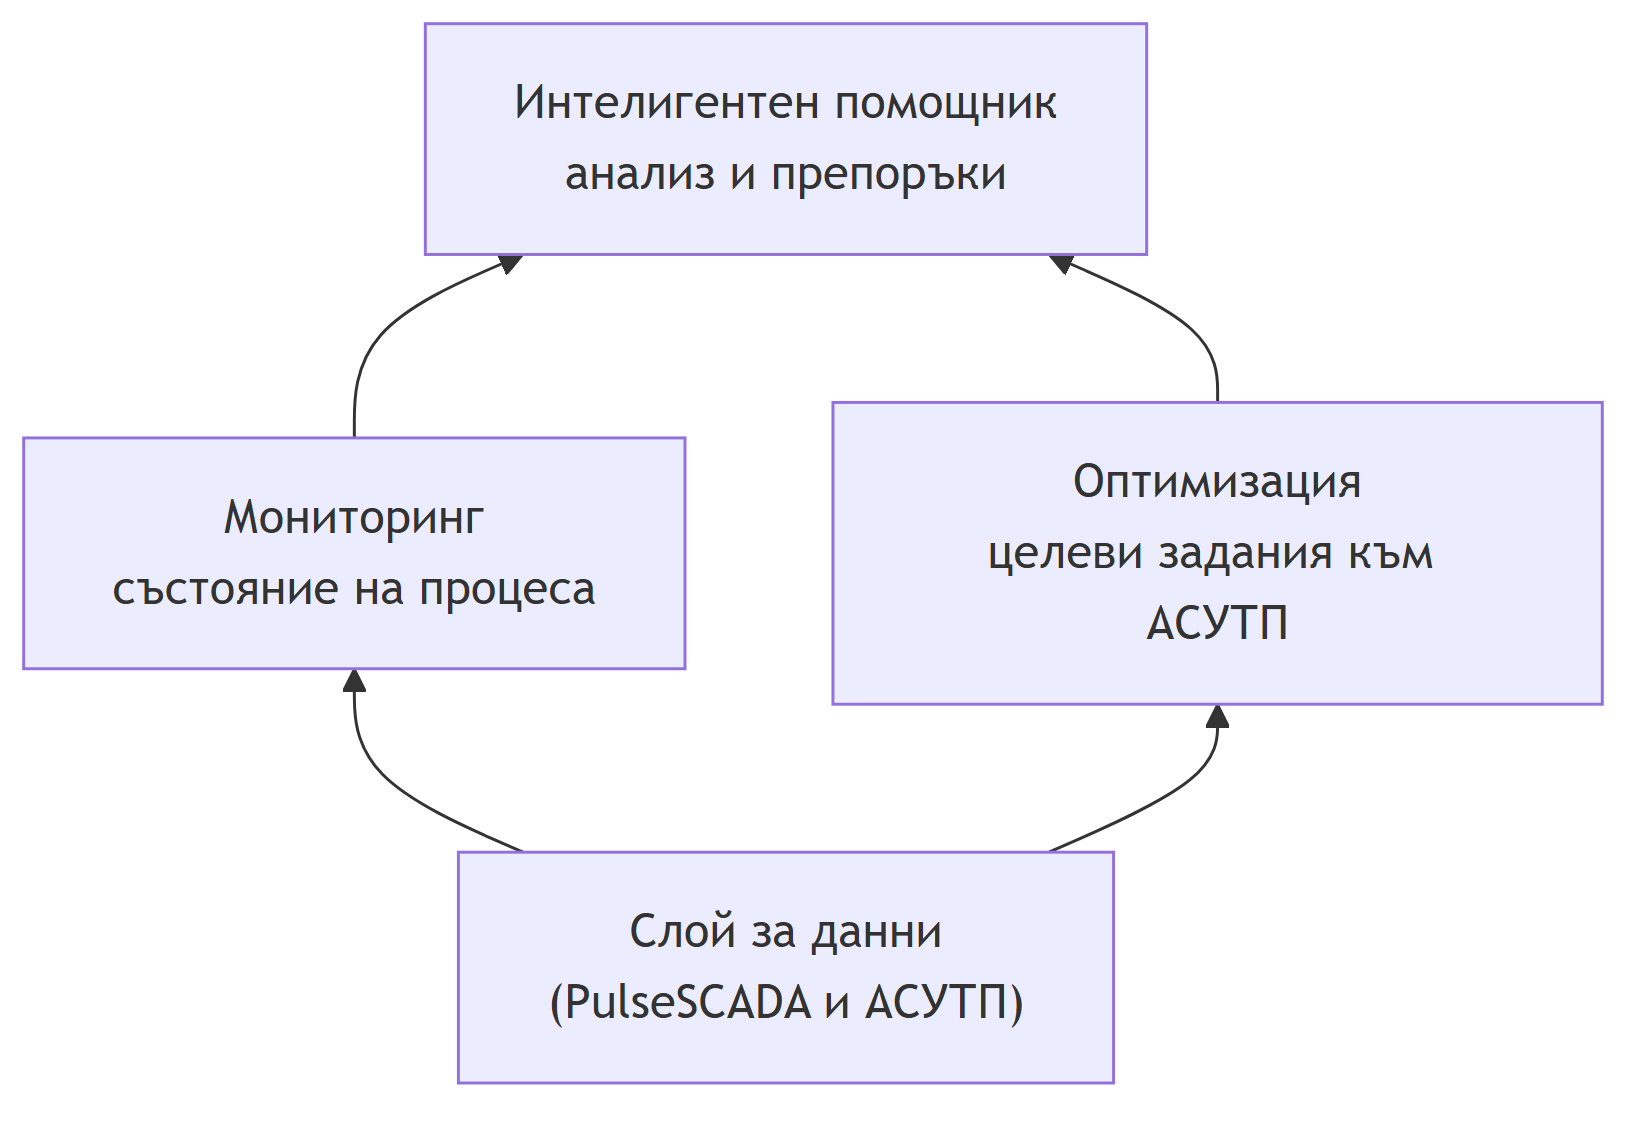 Интелигентен помощник
анализ и препоръки
Мониторинг
състояние на процеса
Оптимизация
целеви задания към
АСУТП
Слой за данни
(PulseSCADA и АСУТП)